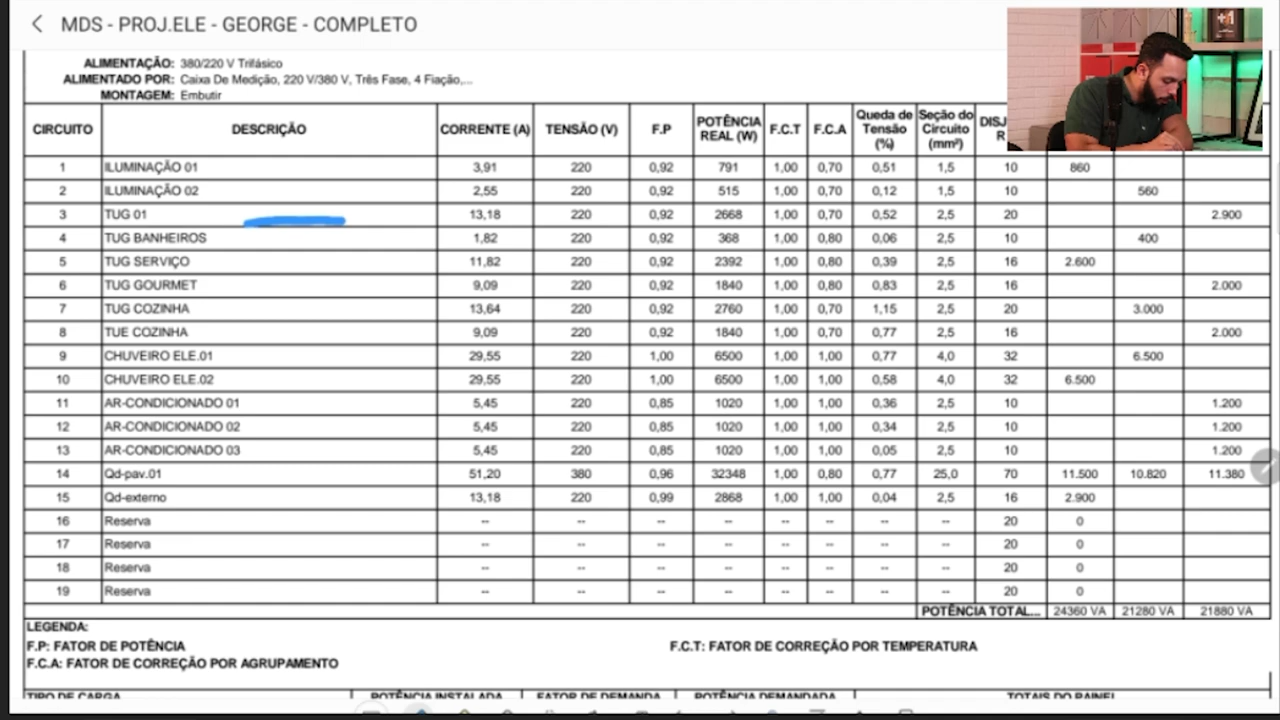 MDS - PROJ.ELE - GEORGE - COMPLETO
ALIMENTAÇÃO: 380/220 V Trifásico
ALIMENTADO POR: Caixa De Medição, 220 V/380 V, Três Fase, 4 Fiação,...
MONTAGEM: Embutir
CIRCUITO DESCRIÇÃO CORRENTE (A) TENSÃO (V) F.P POTÊNCIA REAL (W) F.C.T F.C.A Queda de Tensão (%) Seção do Circuito (mm²)
1 ILUMINAÇÃO 01 3,91 220 0,92 791 1,00 0,70 0,51 1,5 10 860
2 ILUMINAÇÃO 02 2,55 220 0,92 515 1,00 0,70 0,12 1,5 10 560
3 TUG 01 13,18 220 0,92 2668 1,00 0,70 0,52 2,5 20 2.900
4 TUG BANHEIROS 1,82 220 0,92 368 1,00 0,80 0,06 2,5 10 400
5 TUG SERVIÇO 11,82 220 0,92 2392 1,00 0,80 0,39 2,5 16 2.600
6 TUG GOURMET 9,09 220 0,92 1840 1,00 0,80 0,83 2,5 16 2.000
7 TUG COZINHA 13,64 220 0,92 2760 1,00 0,70 1,15 2,5 20 3.000
8 TUE COZINHA 9,09 220 0,92 1840 1,00 0,70 0,77 2,5 16 2.000
9 CHUVEIRO ELE.01 29,55 220 1,00 6500 1,00 1,00 0,77 4,0 32 6.500
10 CHUVEIRO ELE.02 29,55 220 1,00 6500 1,00 1,00 0,58 4,0 32 6.500
11 AR-CONDICIONADO 01 5,45 220 0,85 1020 1,00 1,00 0,36 2,5 10 1.200
12 AR-CONDICIONADO 02 5,45 220 0,85 1020 1,00 1,00 0,34 2,5 10 1.200
13 AR-CONDICIONADO 03 5,45 220 0,85 1020 1,00 1,00 0,05 2,5 10 1.200
14 Qd-pav.01 51,20 380 0,96 32348 1,00 0,80 0,77 25,0 70 11.500 10.820 11.380
15 Qd-externo 13,18 220 0,99 2868 1,00 1,00 0,04 2,5 16 2.900
16 Reserva -- -- -- -- -- -- -- -- 20 0
17 Reserva -- -- -- -- -- -- -- -- 20 0
18 Reserva -- -- -- -- -- -- -- -- 20 0
19 Reserva -- -- -- -- -- -- -- -- 20 0
POTÊNCIA TOTAL... 24360 VA 21280 VA 21880 VA
LEGENDA:
F.P: FATOR DE POTÊNCIA F.C.T: FATOR DE CORREÇÃO POR TEMPERATURA
F.C.A: FATOR DE CORREÇÃO POR AGRUPAMENTO
TIPO DE CARGA POTÊNCIA INSTALADA FATOR DE DEMANDA POTÊNCIA DEMANDADA TOTAIS DO PAINEL